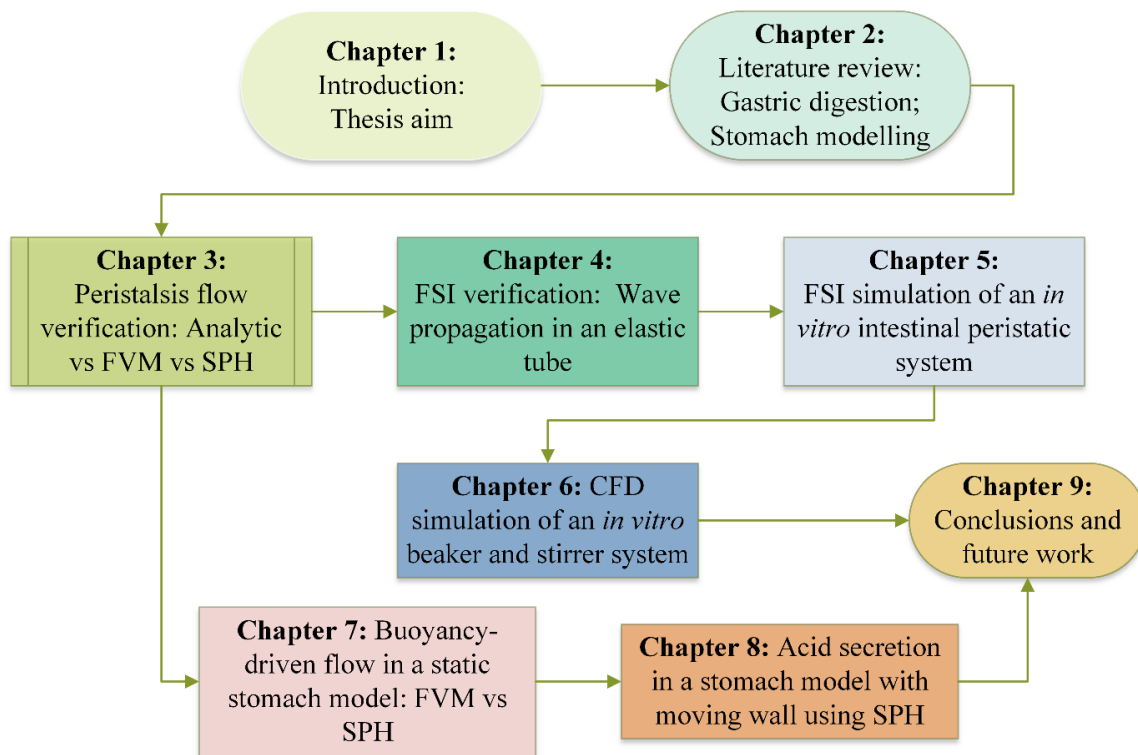 Chapter 1:
Introduction:
Thesis aim
Chapter 2:
Literature review:
Gastric digestion;
Stomach modelling
Chapter 3:
Peristalsis flow
verification: Analytic
vs FVM vs SPH
Chapter 4:
FSI verification: Wave
propagation in an elastic
tube
Chapter 5:
FSI simulation of an in
vitro intestinal peristatic
system
Chapter 6: CFD
simulation of an in vitro
beaker and stirrer system
Chapter 9:
Conclusions and
future work
Chapter 7: Buoyancy-
driven flow in a static
stomach model: FVM vs
SPH
Chapter 8: Acid secretion
in a stomach model with
moving wall using SPH